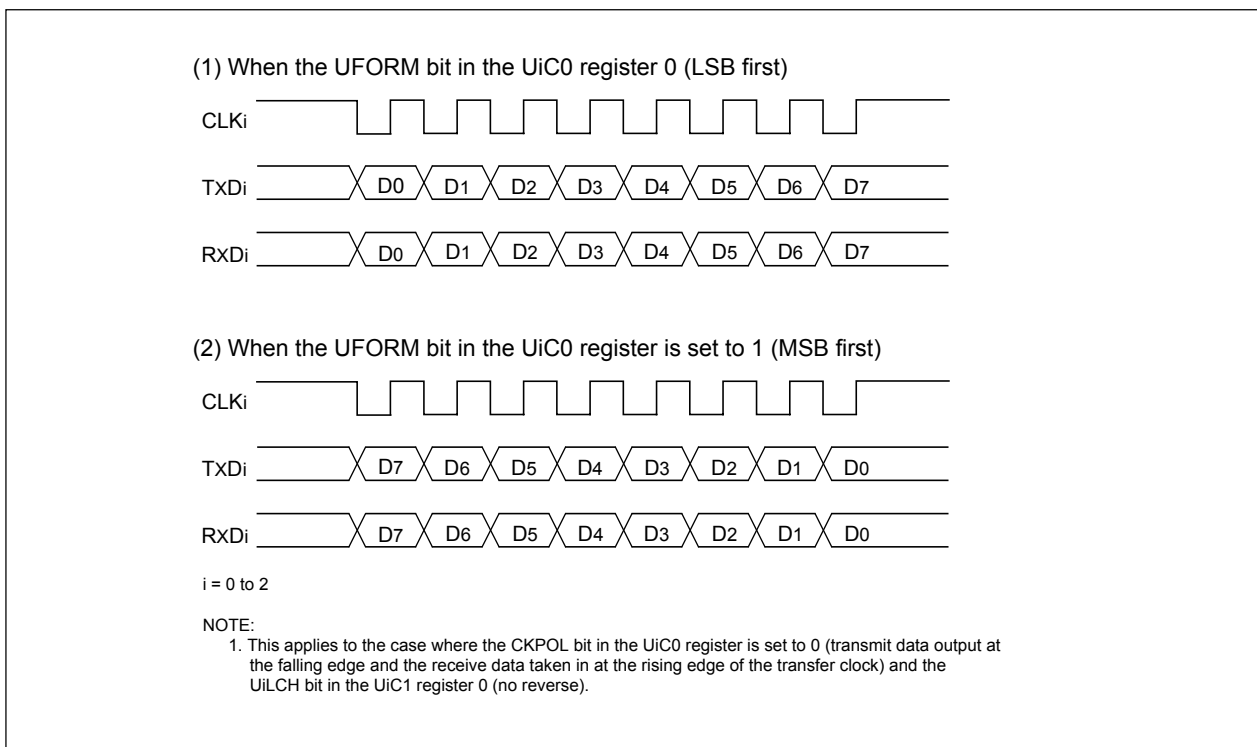 (1) When the UFORM bit in the UiC0 register 0 (LSB first)
CLKi
TXDi D0 D1 D2 D3 D4 D5 D6 D7
RXDi D0 D1 D2 D3 D4 D5 D6 D7
(2) When the UFORM bit in the UiC0 register is set to 1 (MSB first)
CLKi
TXDi D7 D6 D5 D4 D3 D2 D1 D0
RXDi D7 D6 D5 D4 D3 D2 D1 D0
i = 0 to 2
NOTE:
1. This applies to the case where the CKPOL bit in the UiC0 register is set to 0 (transmit data output at
the falling edge and the receive data taken in at the rising edge of the transfer clock) and the
UiLCH bit in the UiC1 register 0 (no reverse).